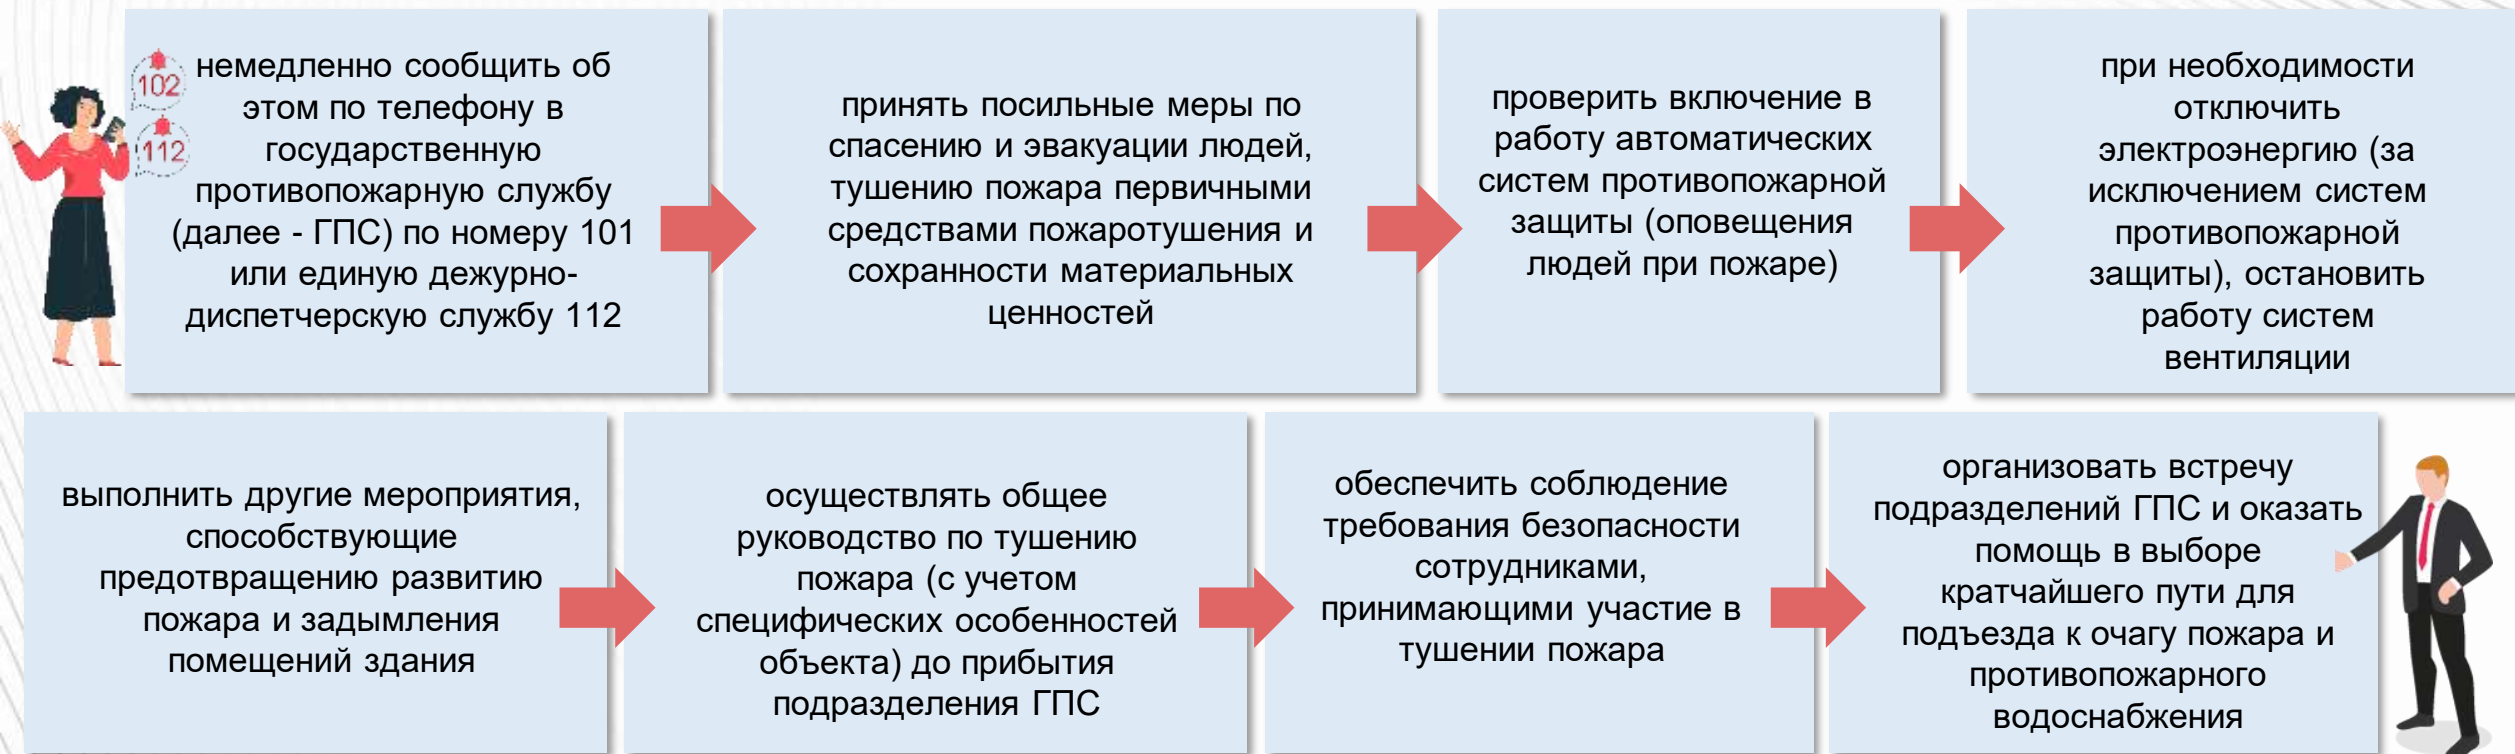 102
112
немедленно сообщить об
этом по телефону в
государственную
противопожарную службу
(далее - ГПС) по номеру 101
или единую дежурно-
диспетчерскую службу 112
принять посильные меры по
спасению и эвакуации людей,
тушению пожара первичными
средствами пожаротушения и
сохранности материальных
ценностей
проверить включение в
работу автоматических
систем противопожарной
защиты (оповещения
людей при пожаре)
при необходимости
отключить
электроэнергию (за
исключением систем
противопожарной
защиты), остановить
работу систем
вентиляции
выполнить другие мероприятия,
способствующие
предотвращению развитию
пожара и задымления
помещений здания
осуществлять общее
руководство по тушению
пожара (с учетом
специфических особенностей
объекта) до прибытия
подразделения ГПС
обеспечить соблюдение
требования безопасности
сотрудниками,
принимающими участие в
тушении пожара
организовать встречу
подразделений ГПС и оказать
помощь в выборе
кратчайшего пути для
подъезда к очагу пожара и
противопожарного
водоснабжения